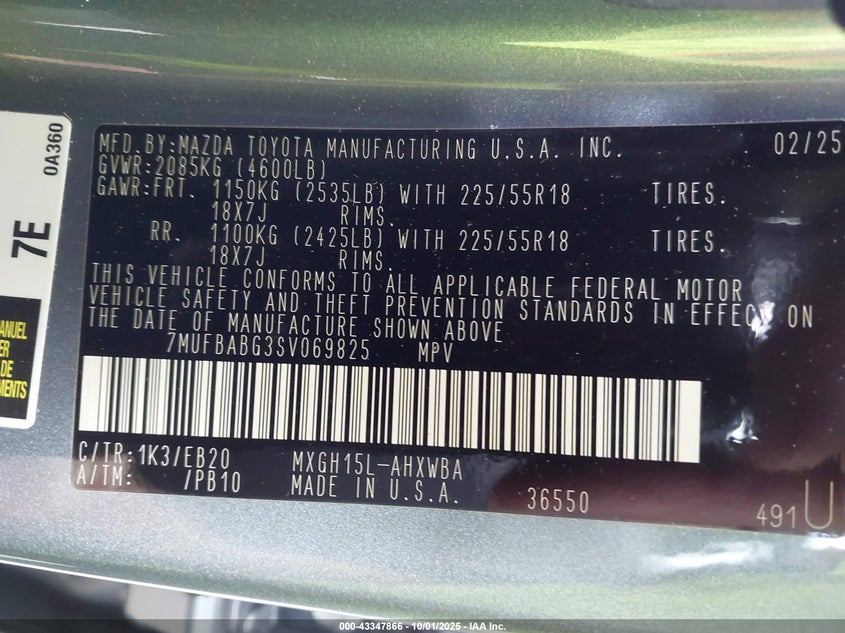 0A360
7E
MANUEL
DE
MFD.BY:MAZDA TOYOTA MANUFACTURING U.S.A. INC. 02/25
GVWR:2085KG (4600LB)
GAWR:FRT. 1150KG (2535LB) WITH 225/55R18 TIRES.
18X7J RIMS.
RR. 1100KG (2425LB) WITH 225/55R18 TIRES.
18X7J RIMS.
THIS VEHICLE CONFORMS TO ALL APPLICABLE FEDERAL MOTOR
VEHICLE SAFETY AND THEFT PREVENTION STANDARDS IN EFFECT ON
THE DATE OF MANUFACTURE SHOWN ABOVE
7MUFBABG3SV069825 MPV
C/TR:1K3/EB20 MXGH15L-AHXWBA
A/TM: /PB10 MADE IN U.S.A. 36550
491U
000-43347866 - 10/01/2025 - IAA Inc.